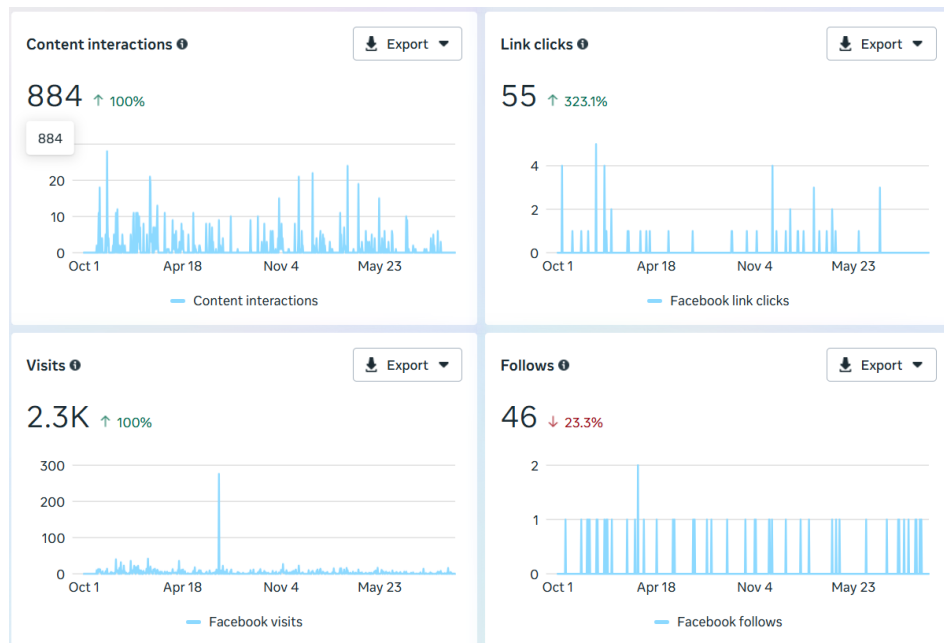 Content interactions
Export
884 100%
884
20
10
0
Oct 1 Apr 18 Nov 4 May 23
Content interactions
Link clicks
Export
55 323.1%
4
2
0
Oct 1 Apr 18 Nov 4 May 23
Facebook link clicks
Visits
Export
2.3K 100%
300
200
100
0
Oct 1 Apr 18 Nov 4 May 23
Facebook visits
Follows
Export
46 23.3%
2
1
0
Oct 1 Apr 18 Nov 4 May 23
Facebook follows